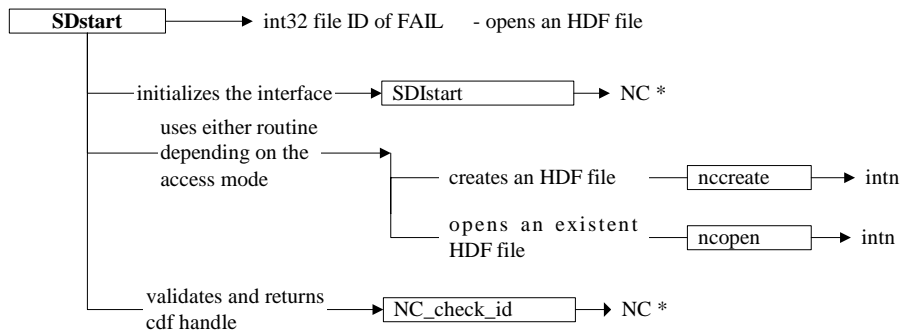 SDstart int32 file ID of FAIL - opens an HDF file
initializes the interface SDIstart NC *
uses either routine
depending on the
access mode
creates an HDF file nccreate intn
opens an existent
HDF file
ncopen intn
validates and returns
cdf handle
NC_check_id NC *